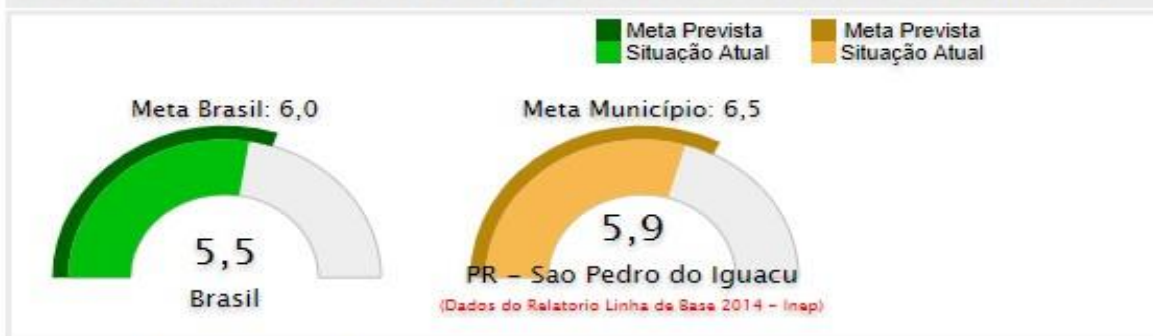 Meta Prevista
Situação Atual
Meta Prevista
Situação Atual
Meta Brasil: 6,0
Meta Município: 6,5
5,5
Brasil
5,9
PR - Sao Pedro do Iguacu
(Dados do Relatorio Linha de Base 2014 - Inep)